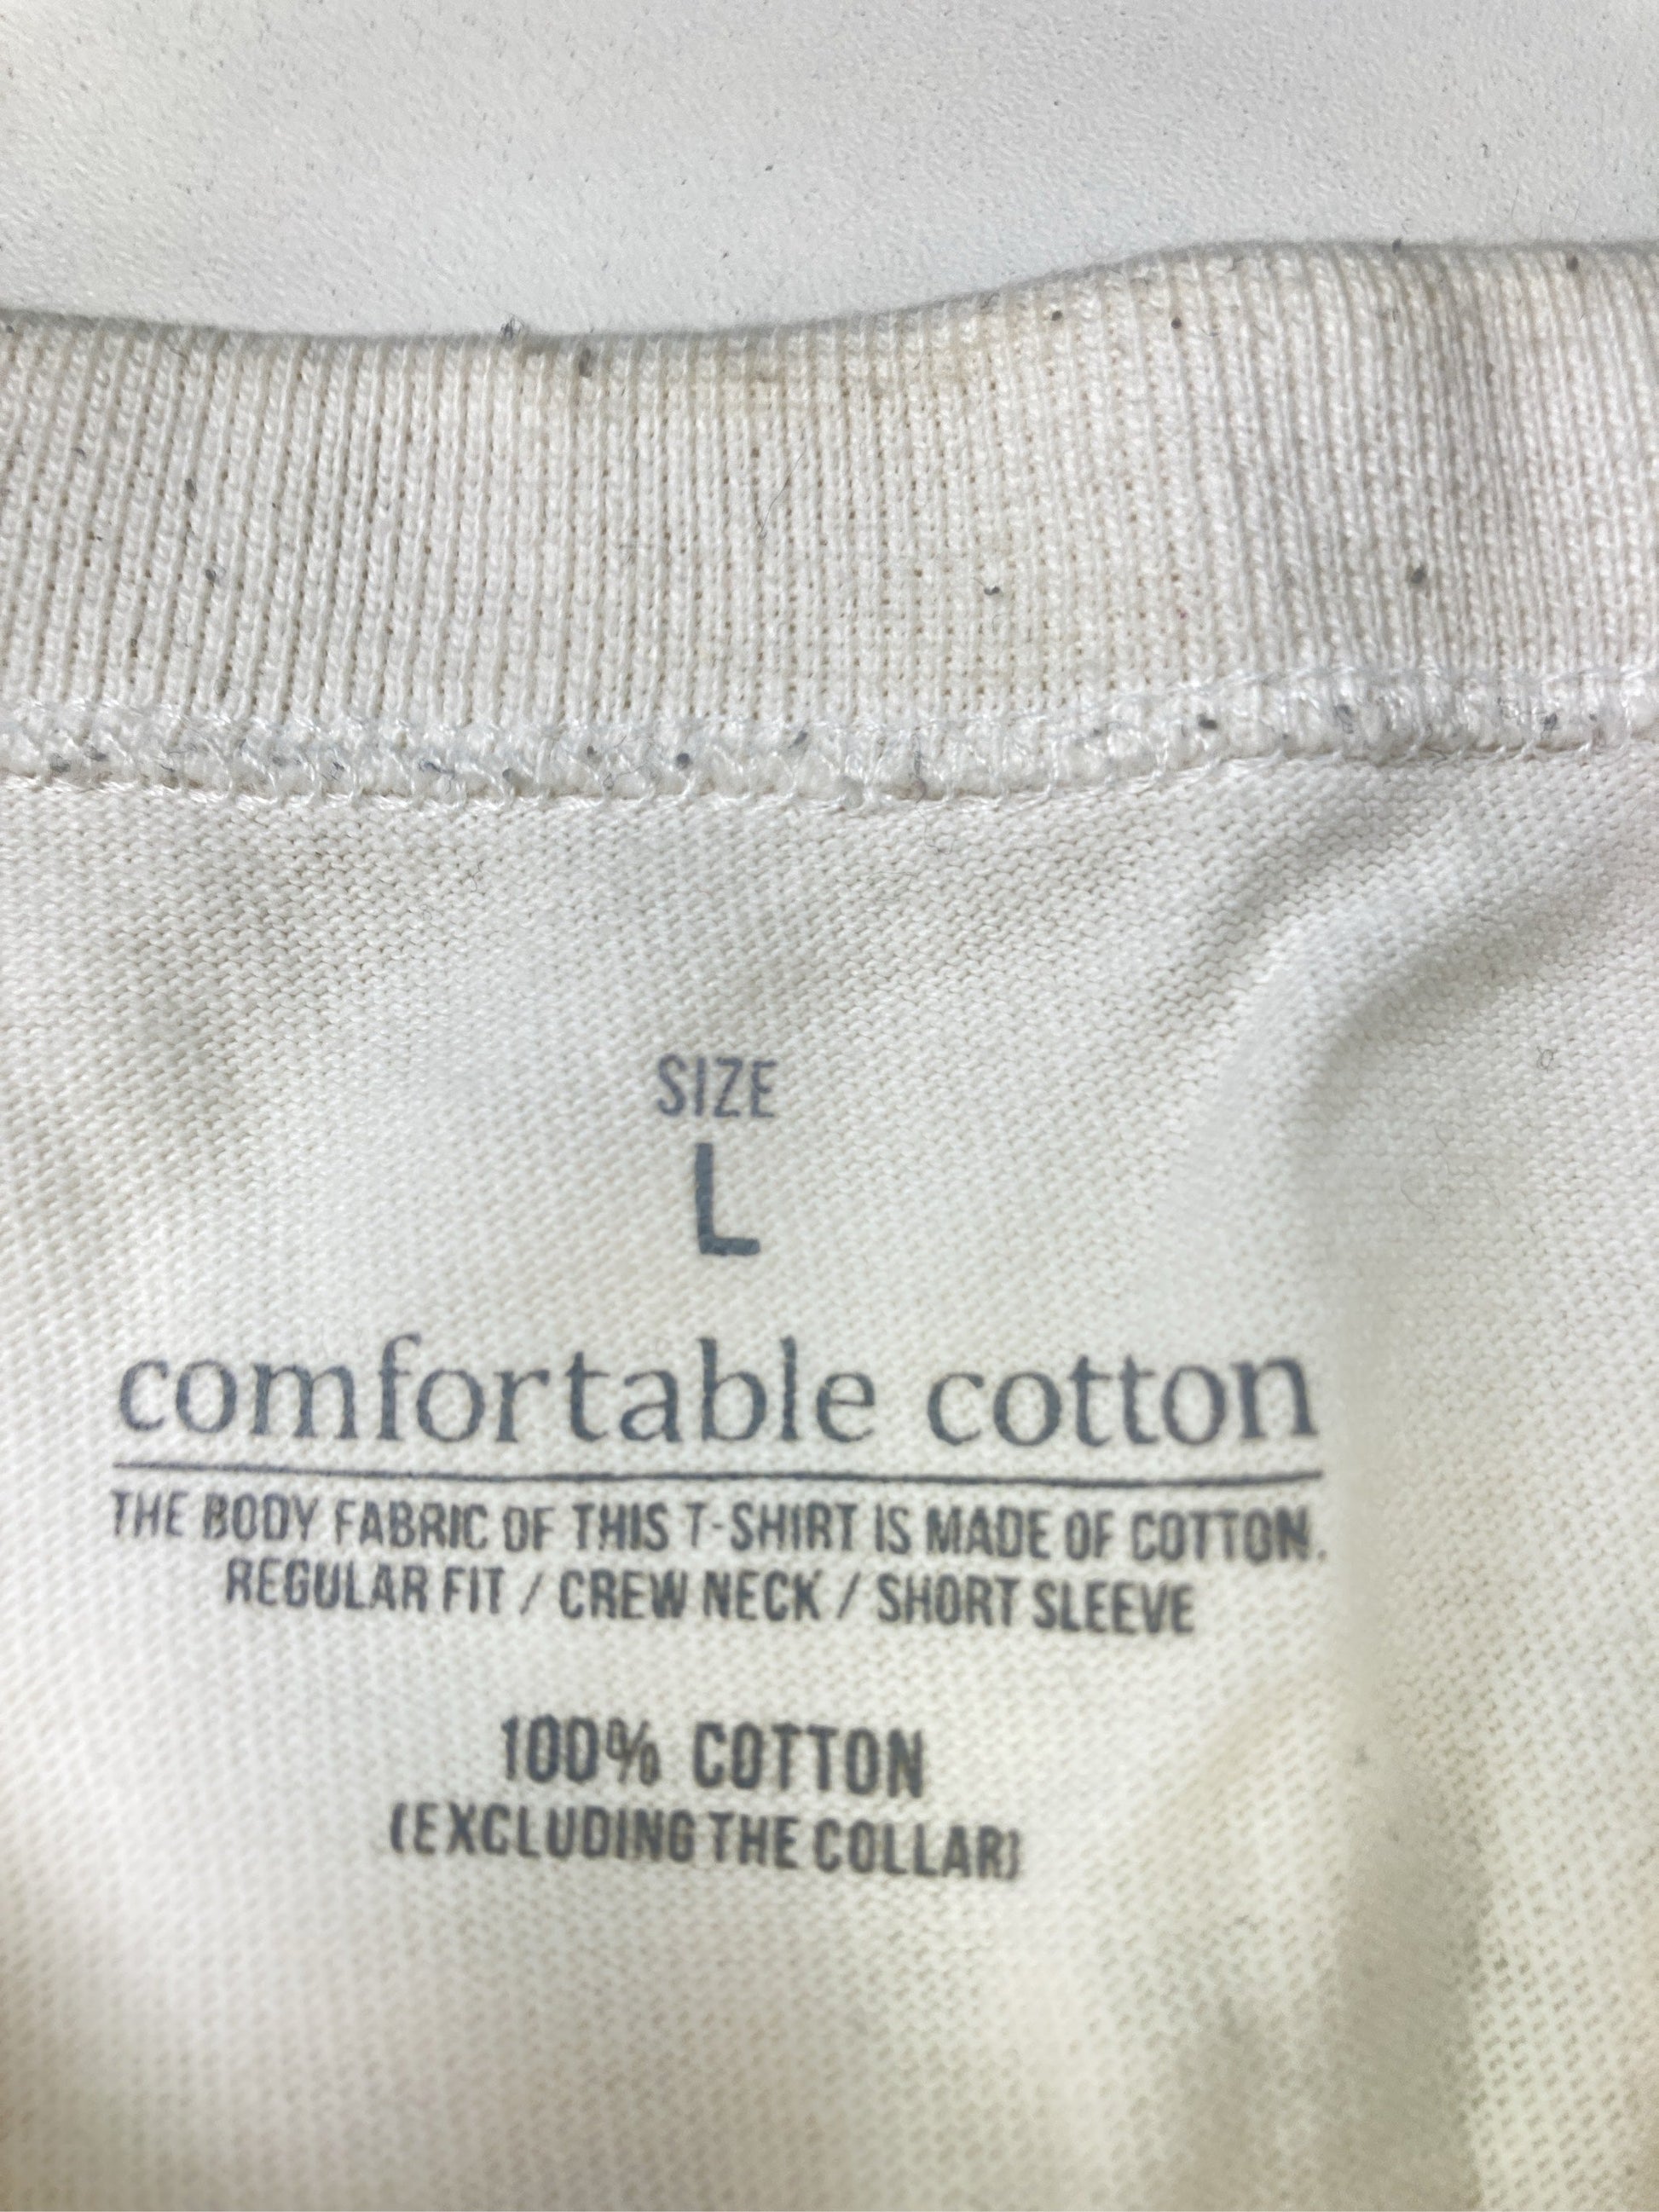 SIZE
L
comfortable cotton
THE BODY FABRIC OF THIS T-SHIRT IS MADE OF COTTON.
REGULAR FIT / CREW NECK / SHORT SLEEVE
100% COTTON
(EXCLUDING THE COLLAR)